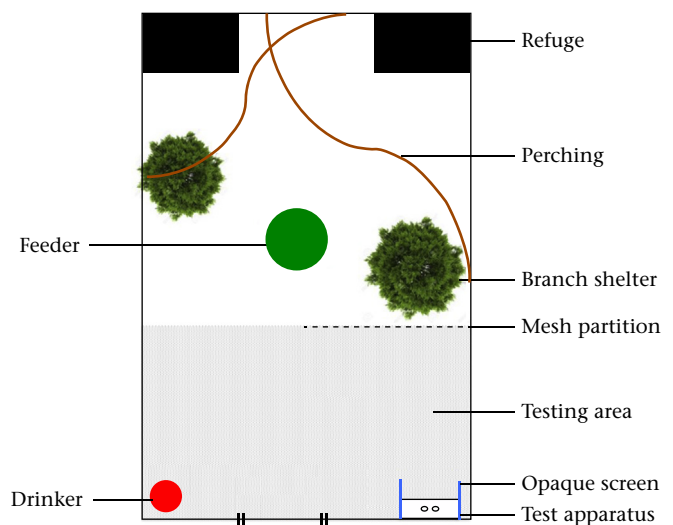 Refuge
Perching
Feeder
Branch shelter
Mesh partition
Testing area
Opaque screen
Drinker
Test apparatus